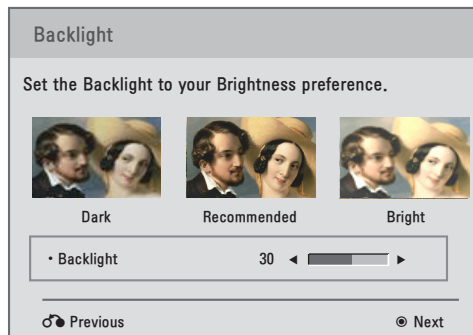 Backlight
Set the Backlight to your Brightness preference.
Dark Recommended Bright
• Backlight 30 ◄ ►
Previous ◉ Next